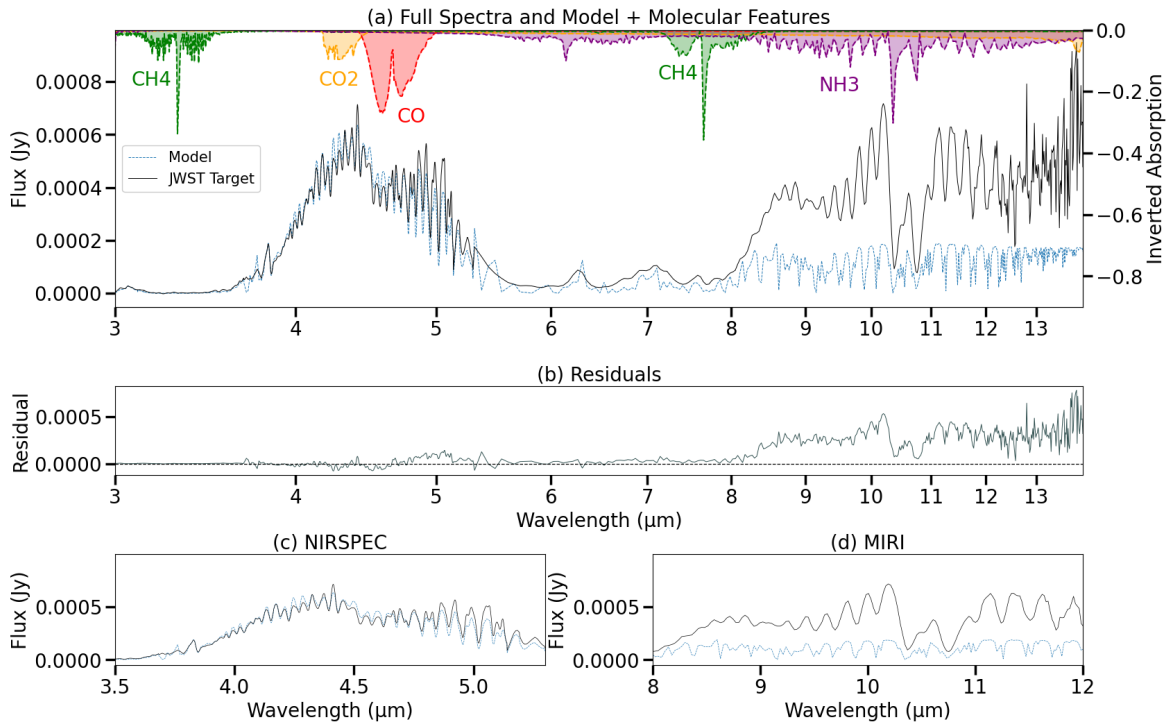 (a) Full Spectra and Model + Molecular Features
Flux (Jy)
0.0008
0.0006
0.0004
0.0002
0.0000
0.0
−0.2
−0.4
−0.6
−0.8
Inverted Absorption
CH4
CO2
CO
CH4
NH3
Model
JWST Target
3 4 5 6 7 8 9 10 11 12 13
(b) Residuals
Residual
0.0005
0.0000
3 4 5 6 7 8 9 10 11 12 13
Wavelength (μm)
(c) NIRSPEC
Flux (Jy)
0.0005
0.0000
3.5 4.0 4.5 5.0
Wavelength (μm)
(d) MIRI
Flux (Jy)
0.0005
0.0000
8 9 10 11 12
Wavelength (μm)